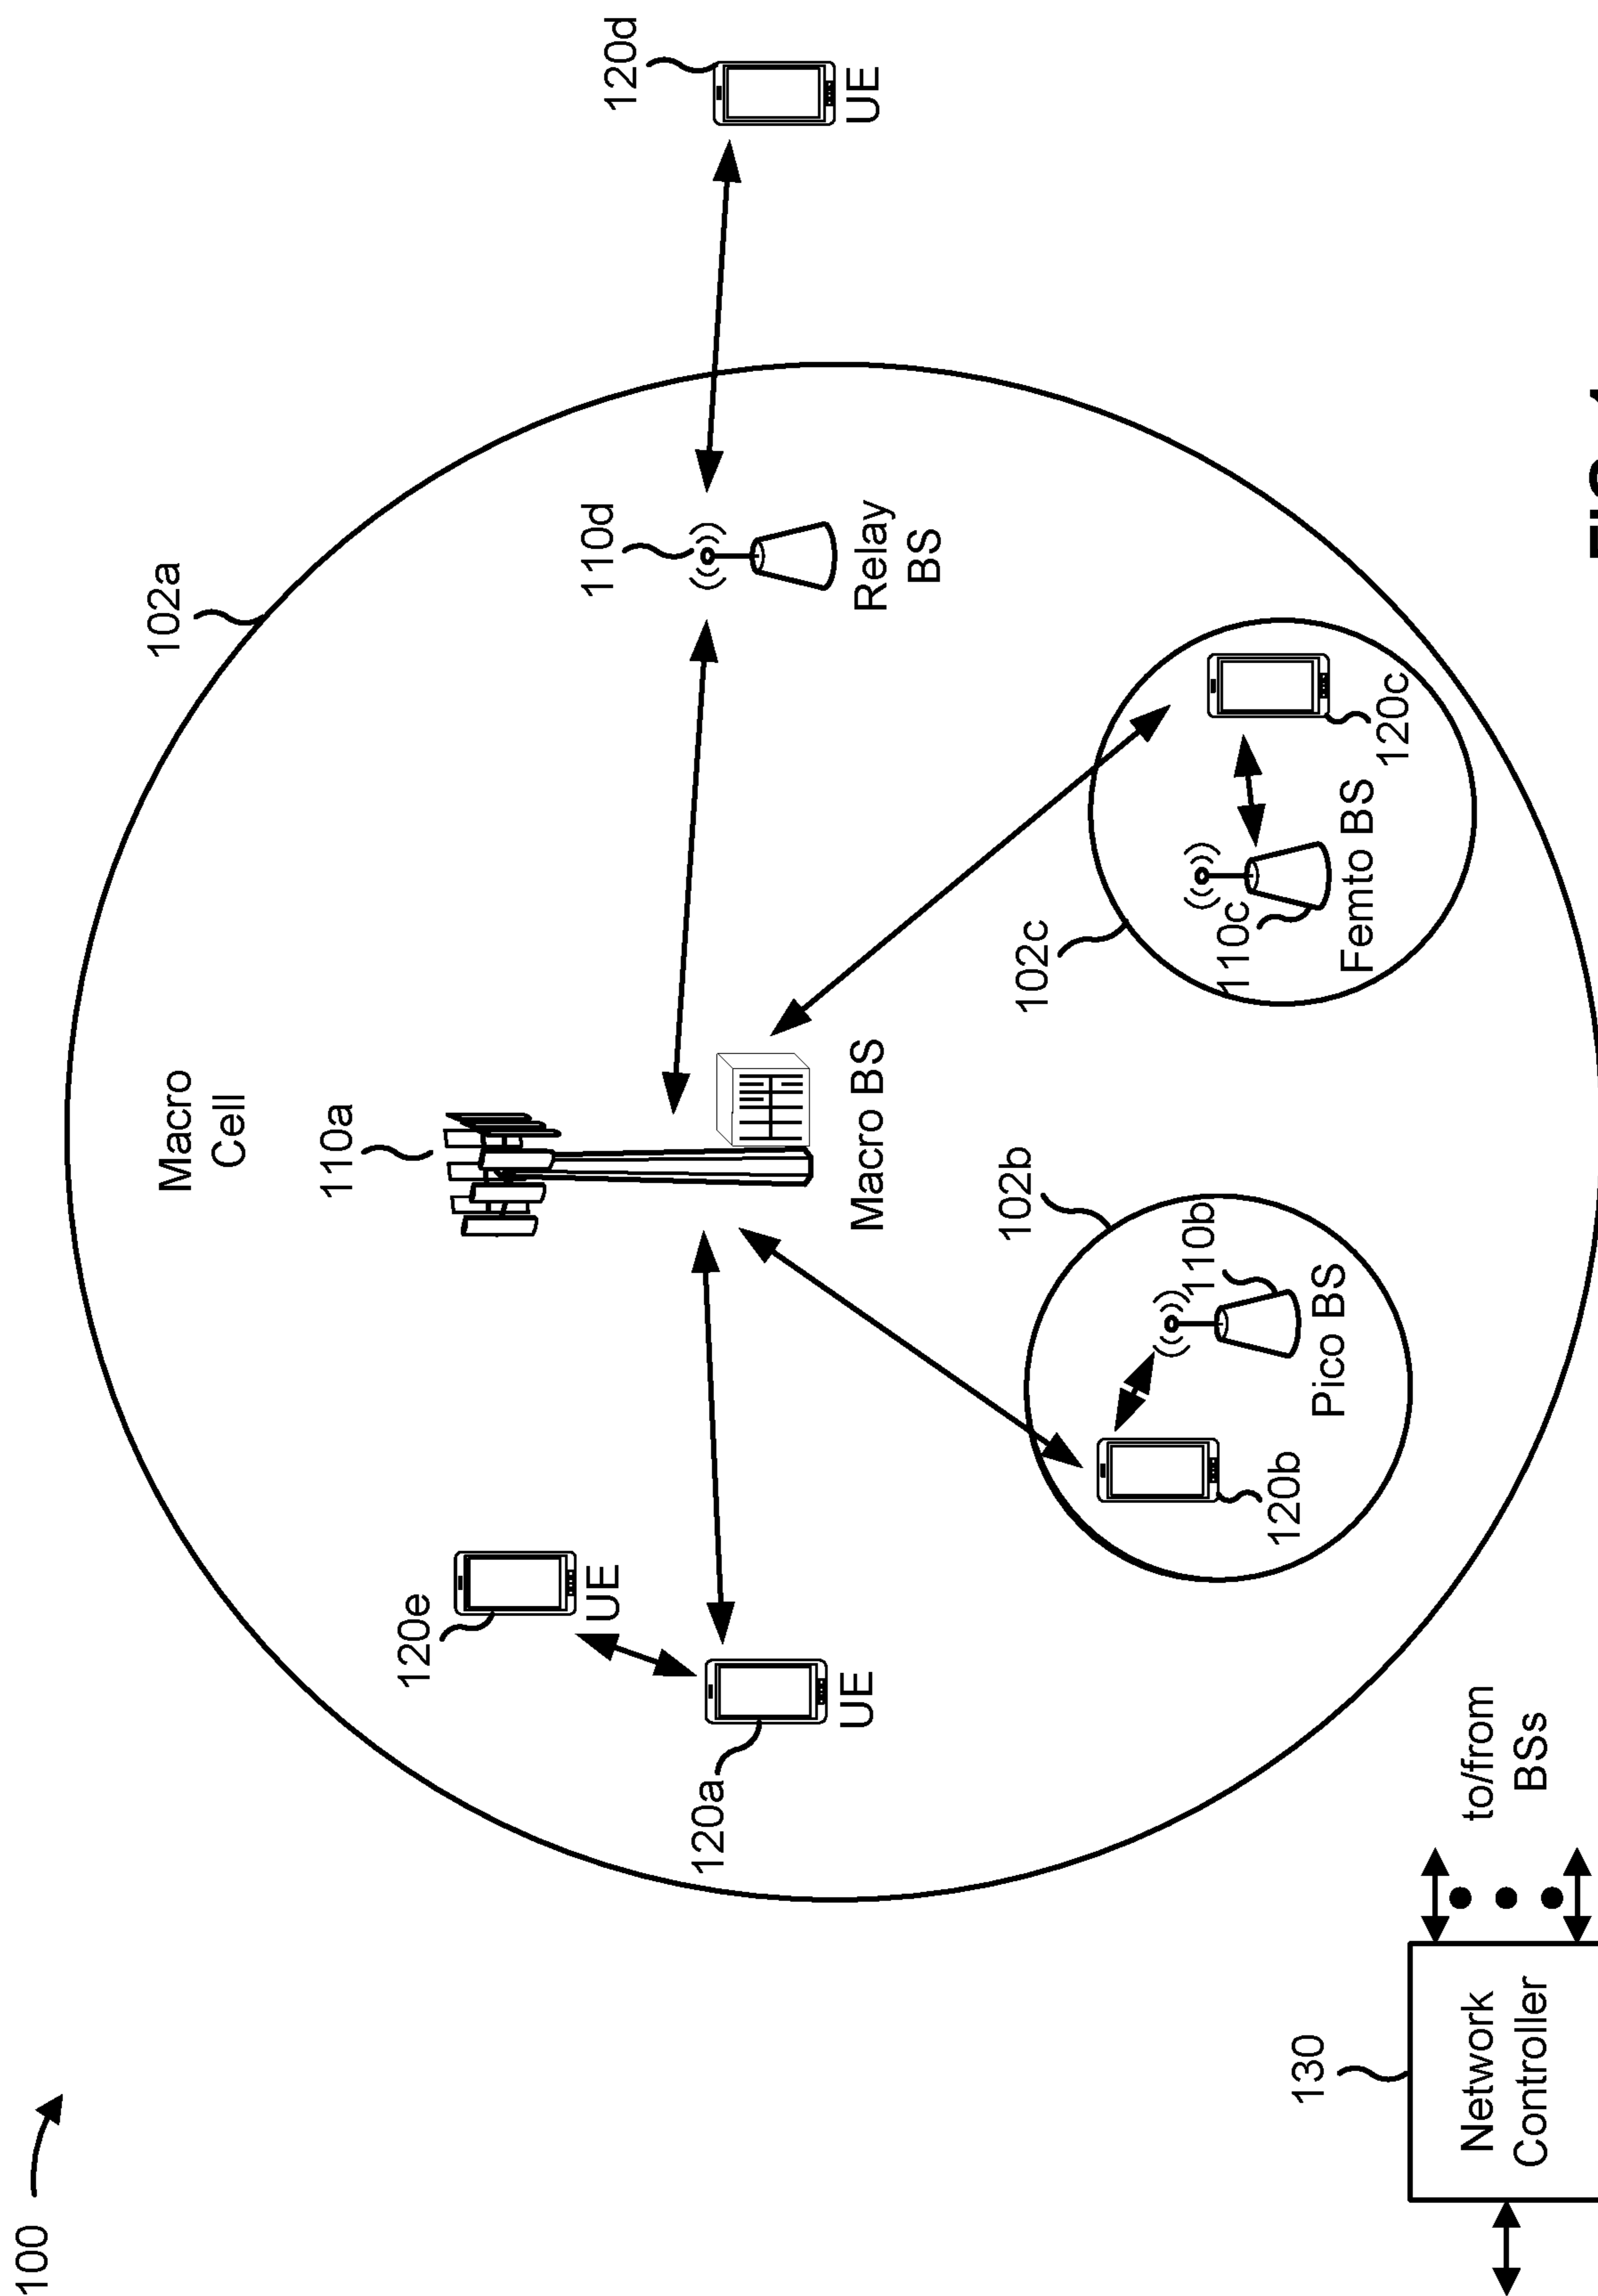 100
102a
Macro
Cell
110a
120d
UE
110d
Relay
BS
120e
UE
120a
UE
Macro BS
102b
110b
Pico BS
120b
102c
110c
Femto BS
120c
130
Network
Controller
to/from
BSs